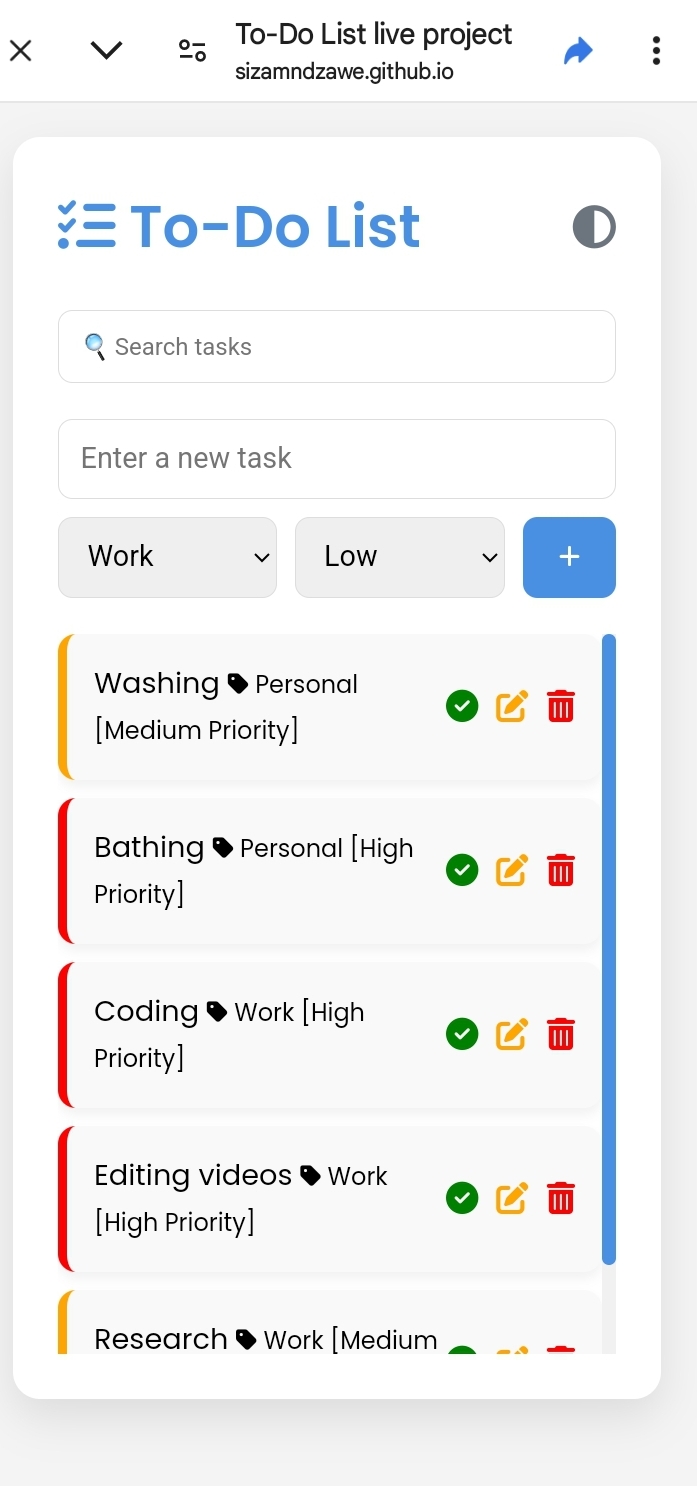 To-Do List live project
sizamndzawe.github.io
To-Do List
Search tasks
Enter a new task
Work
Low
+
Washing Personal
[Medium Priority]
Bathing Personal [High
Priority]
Coding Work [High
Priority]
Editing videos Work
[High Priority]
Research Work [Medium